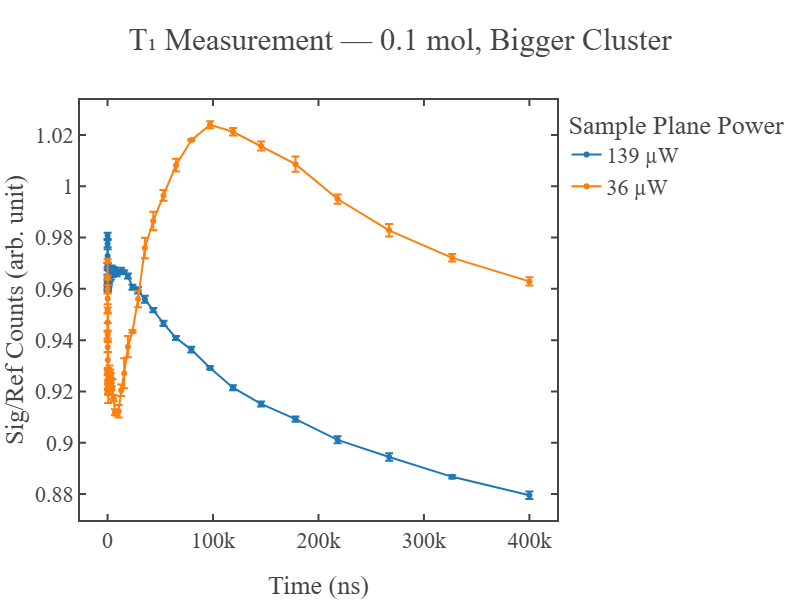 T₁ Measurement — 0.1 mol, Bigger Cluster
Sample Plane Power
139 µW
36 µW
Sig/Ref Counts (arb. unit)
1.02
1
0.98
0.96
0.94
0.92
0.9
0.88
0
100k
200k
300k
400k
Time (ns)